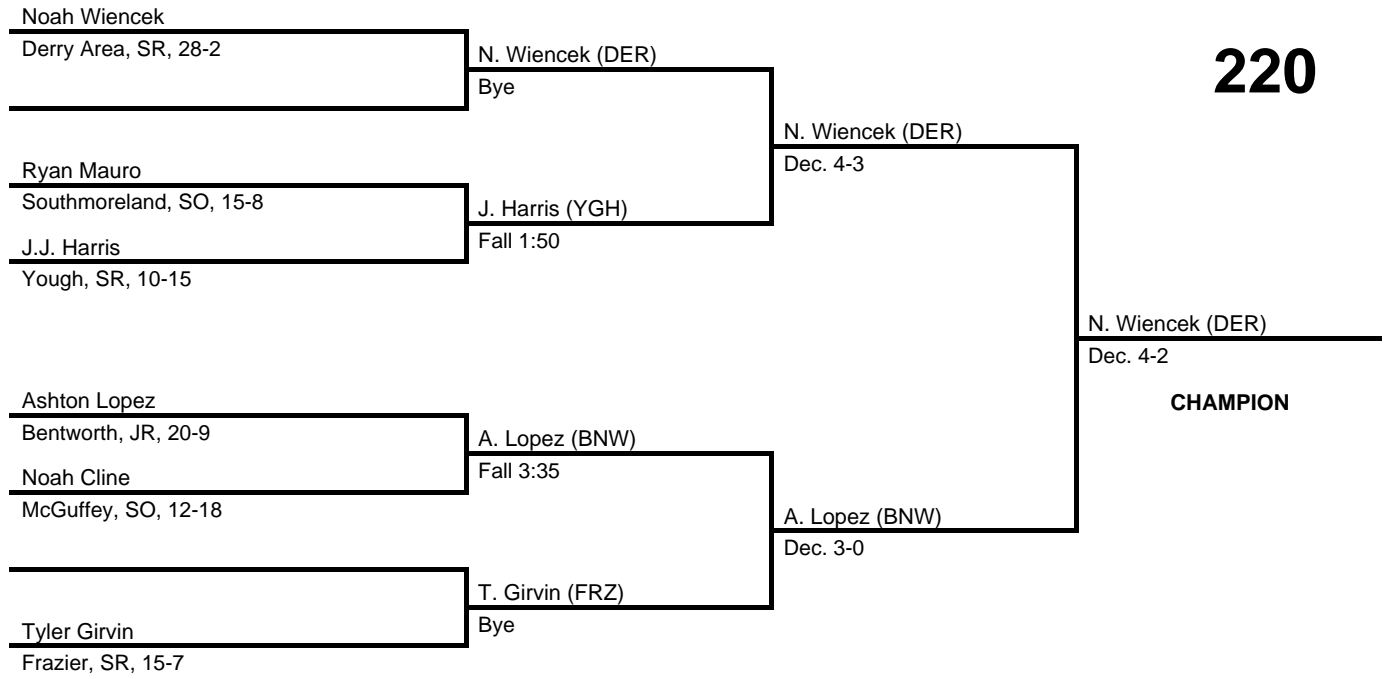 Noah Wiencek
Derry Area, SR, 28-2
N. Wiencek (DER)
Bye
220
N. Wiencek (DER)
Dec. 4-3
Ryan Mauro
Southmoreland, SO, 15-8
J. Harris (YGH)
Fall 1:50
J.J. Harris
Yough, SR, 10-15
N. Wiencek (DER)
Dec. 4-2
CHAMPION
Ashton Lopez
Bentworth, JR, 20-9
A. Lopez (BNW)
Fall 3:35
Noah Cline
McGuffey, SO, 12-18
A. Lopez (BNW)
Dec. 3-0
T. Girvin (FRZ)
Bye
Tyler Girvin
Frazier, SR, 15-7